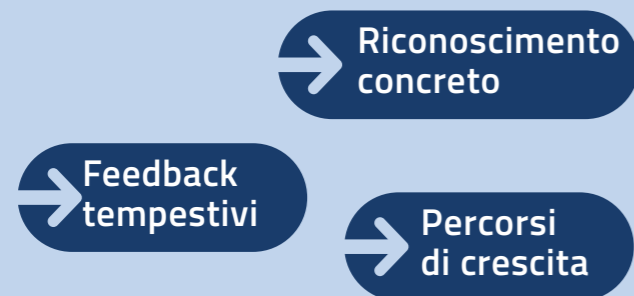 Riconoscimento
concreto
Feedback
tempestivi
Percorsi
di crescita